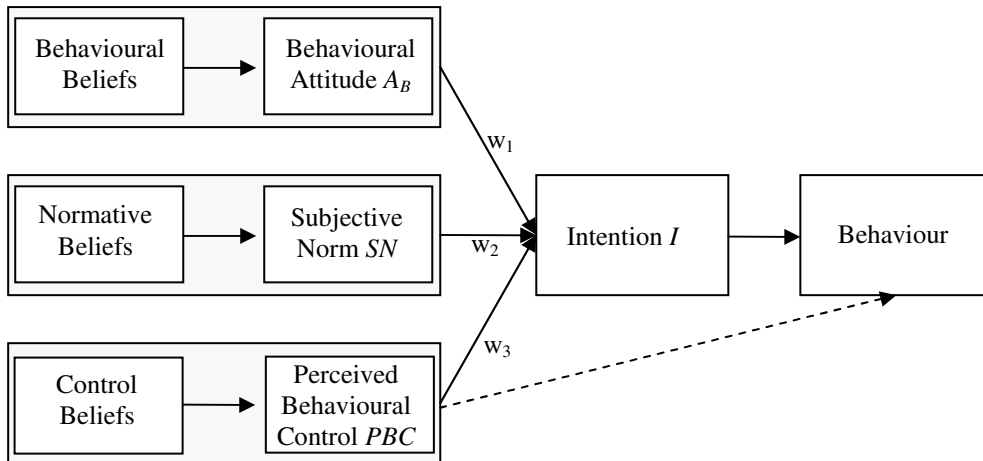 Behavioural
Beliefs
Behavioural
Attitude A_B
w₁
Normative
Beliefs
Subjective
Norm SN
w₂
Intention I
Behaviour
Control
Beliefs
Perceived
Behavioural
Control PBC
w₃